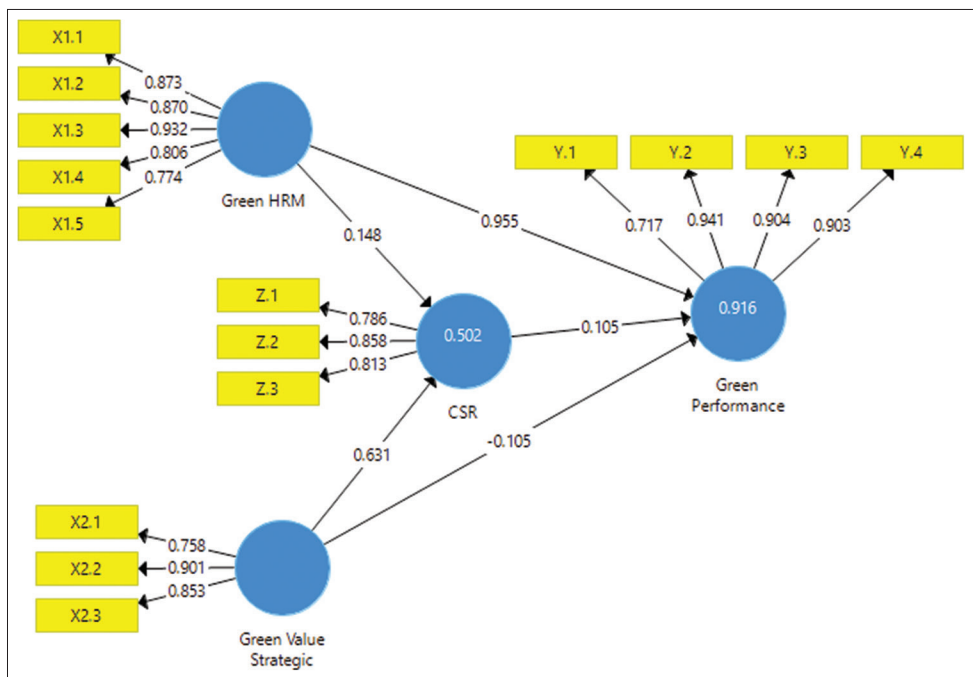 X1.1
X1.2
X1.3
X1.4
X1.5
0.873
0.870
0.932
0.806
0.774
Green HRM
Y.1
Y.2
Y.3
Y.4
0.717
0.941
0.904
0.903
0.955
0.148
Z.1
Z.2
Z.3
0.786
0.858
0.813
0.502
CSR
0.105
0.916
Green
Performance
0.631
-0.105
X2.1
X2.2
X2.3
0.758
0.901
0.853
Green Value
Strategic